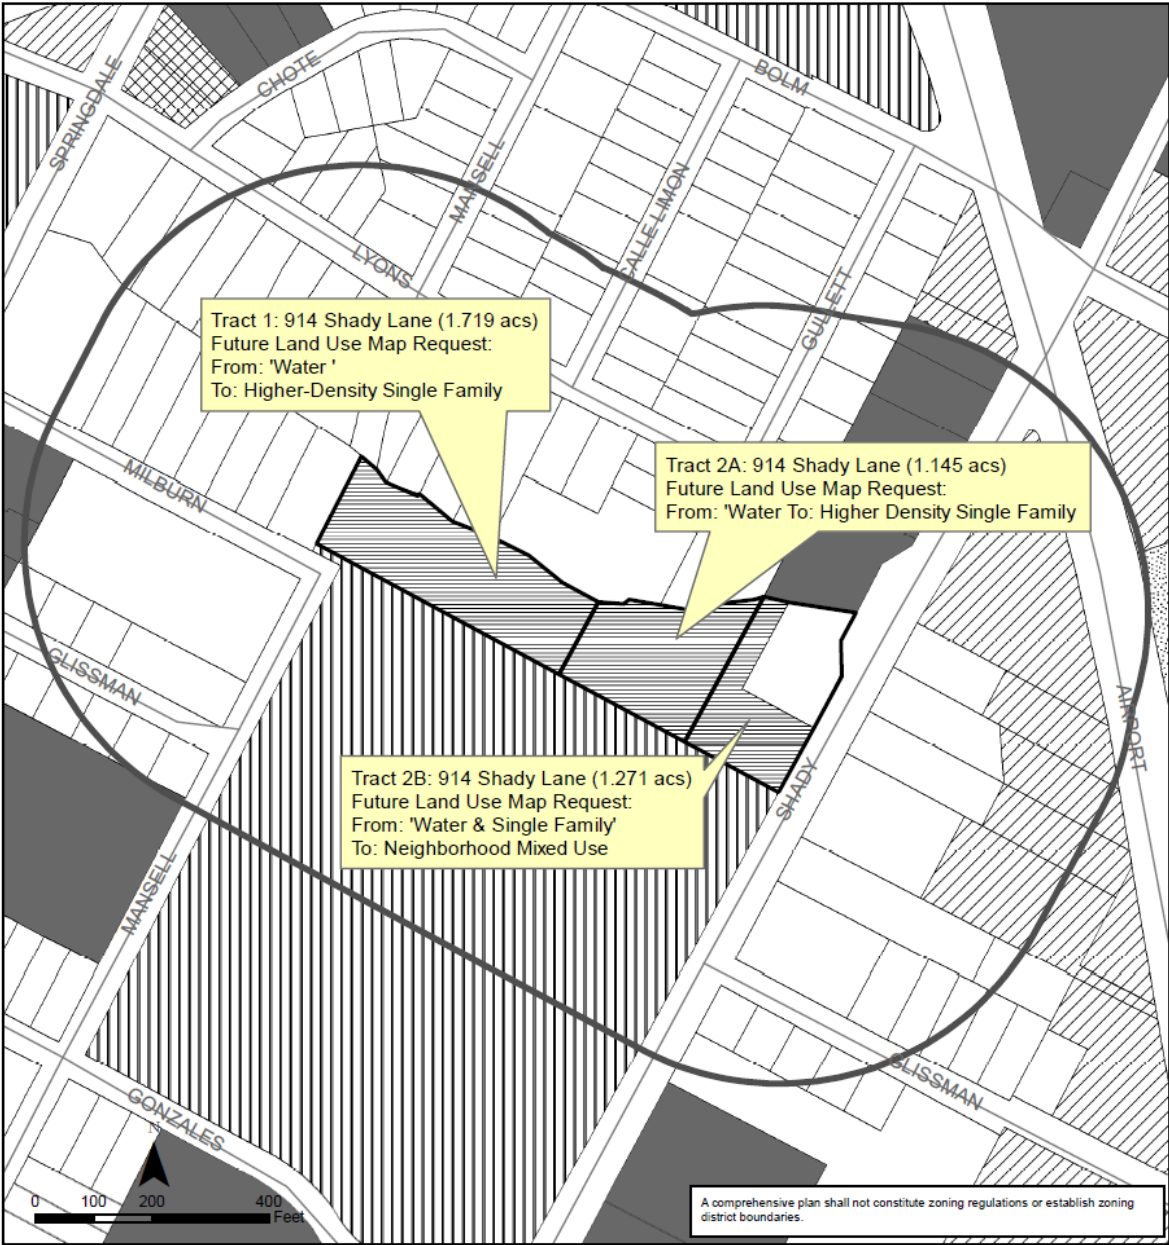 BOLM
CHOTE
SPRINGDALE
MANSELL
CALLE LIMON
LYONS
GULLETT
Tract 1: 914 Shady Lane (1.719 acs)
Future Land Use Map Request:
From: 'Water '
To: Higher-Density Single Family
Tract 2A: 914 Shady Lane (1.145 acs)
Future Land Use Map Request:
From: 'Water To: Higher Density Single Family
MILBURN
GLISSMAN
AIRPORT
SHADY
Tract 2B: 914 Shady Lane (1.271 acs)
Future Land Use Map Request:
From: 'Water & Single Family'
To: Neighborhood Mixed Use
MANSELL
GLISSMAN
GONZALES
N
0 100 200 400
Feet
A comprehensive plan shall not constitute zoning regulations or establish zoning
district boundaries.